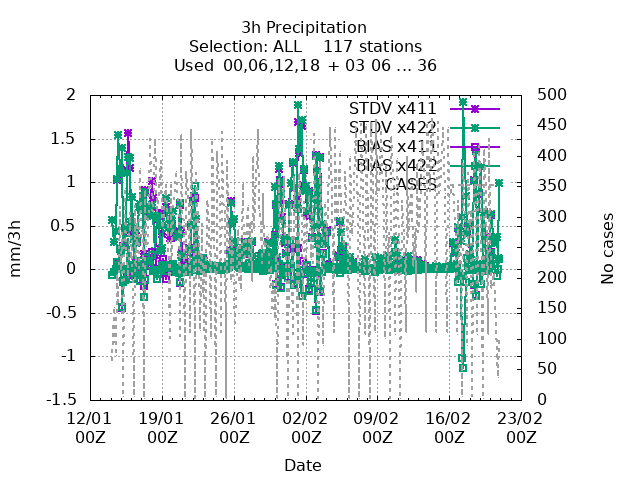 3h Precipitation
Selection: ALL    117 stations
Used 00,06,12,18 + 03 06 ... 36
STDV x411
STDV x422
BIAS x411
BIAS x422
CASES
2
1.5
1
0.5
0
-0.5
-1
-1.5
mm/3h
500
450
400
350
300
250
200
150
100
50
0
No cases
12/01 19/01 26/01 02/02 09/02 16/02 23/02
00Z 00Z 00Z 00Z 00Z 00Z 00Z
Date